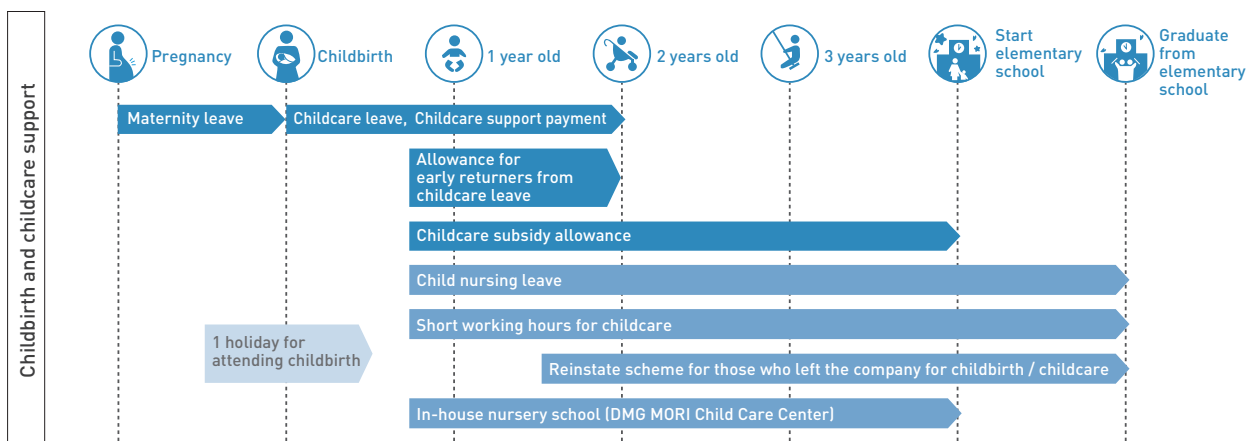 Childbirth and childcare support
Pregnancy
Childbirth
1 year old
2 years old
3 years old
Start
elementary
school
Graduate
from
elementary
school
Maternity leave
Childcare leave, Childcare support payment
Allowance for
early returners from
childcare leave
Childcare subsidy allowance
Child nursing leave
Short working hours for childcare
1 holiday for
attending childbirth
Reinstate scheme for those who left the company for childbirth / childcare
In-house nursery school (DMG MORI Child Care Center)